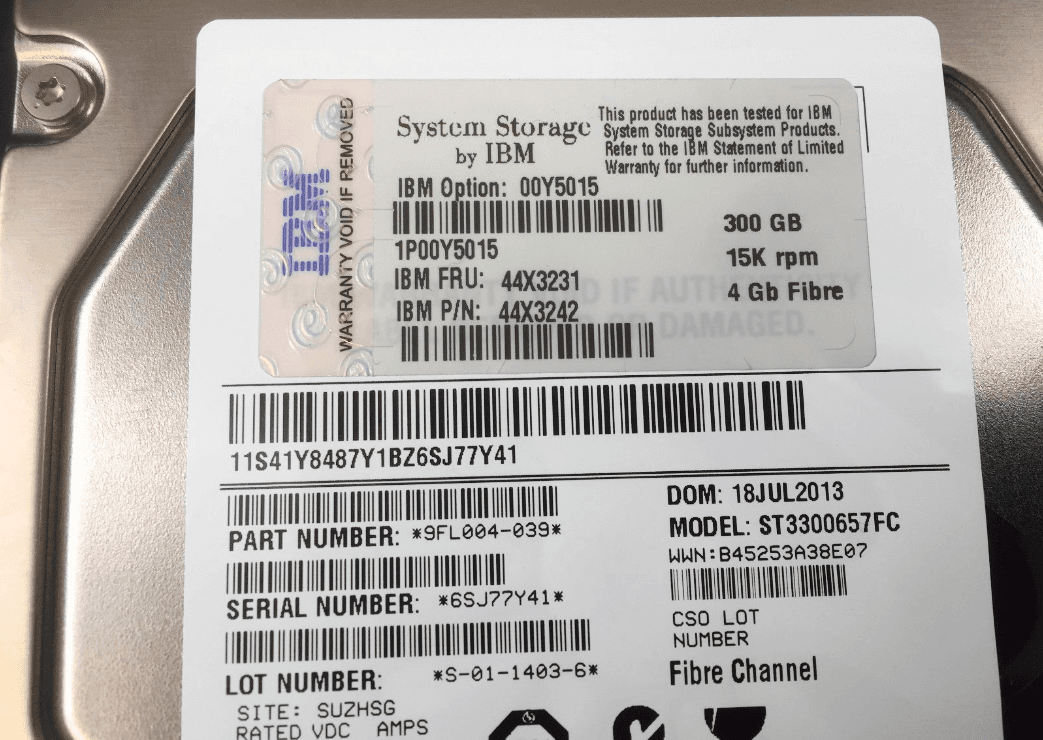 IBM
WARRANTY VOID IF REMOVED
System Storage
by IBM
This product has been tested for IBM
System Storage Subsystem Products.
Refer to the IBM Statement of Limited
Warranty for further information.
IBM Option: 00Y5015
1P00Y5015
IBM FRU: 44X3231
IBM P/N: 44X3242
300 GB
15K rpm
4 Gb Fibre
D IF AUTHENTICITY
DAMAGED.
11S41Y8487Y1BZ6SJ77Y41
PART NUMBER: *9FL004-039*
SERIAL NUMBER: *6SJ77Y41*
LOT NUMBER: *S-01-1403-6*
SITE: SUZHSG
RATED VDC AMPS
DOM: 18JUL2013
MODEL: ST3300657FC
WWN:B45253A38E07
CSO LOT
NUMBER
Fibre Channel